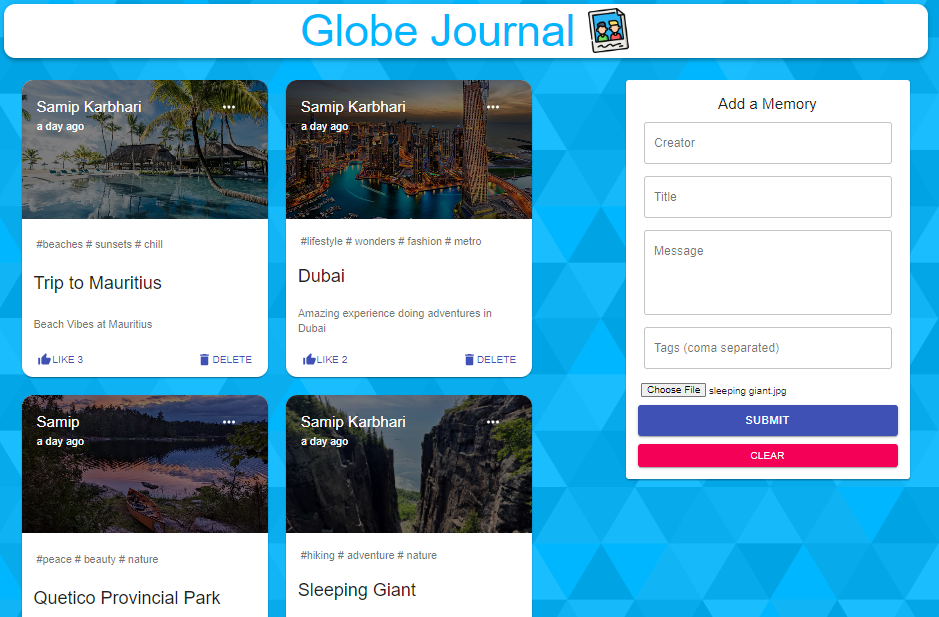 Globe Journal
Samip Karbhari
a day ago
#beaches # sunsets # chill
Trip to Mauritius
Beach Vibes at Mauritius
LIKE 3
DELETE
Samip Karbhari
a day ago
#lifestyle # wonders # fashion # metro
Dubai
Amazing experience doing adventures in
Dubai
LIKE 2
DELETE
Samip
a day ago
#peace # beauty # nature
Quetico Provincial Park
Samip Karbhari
a day ago
#hiking # adventure # nature
Sleeping Giant
Add a Memory
Creator
Title
Message
Tags (coma separated)
Choose File sleeping giant.jpg
SUBMIT
CLEAR